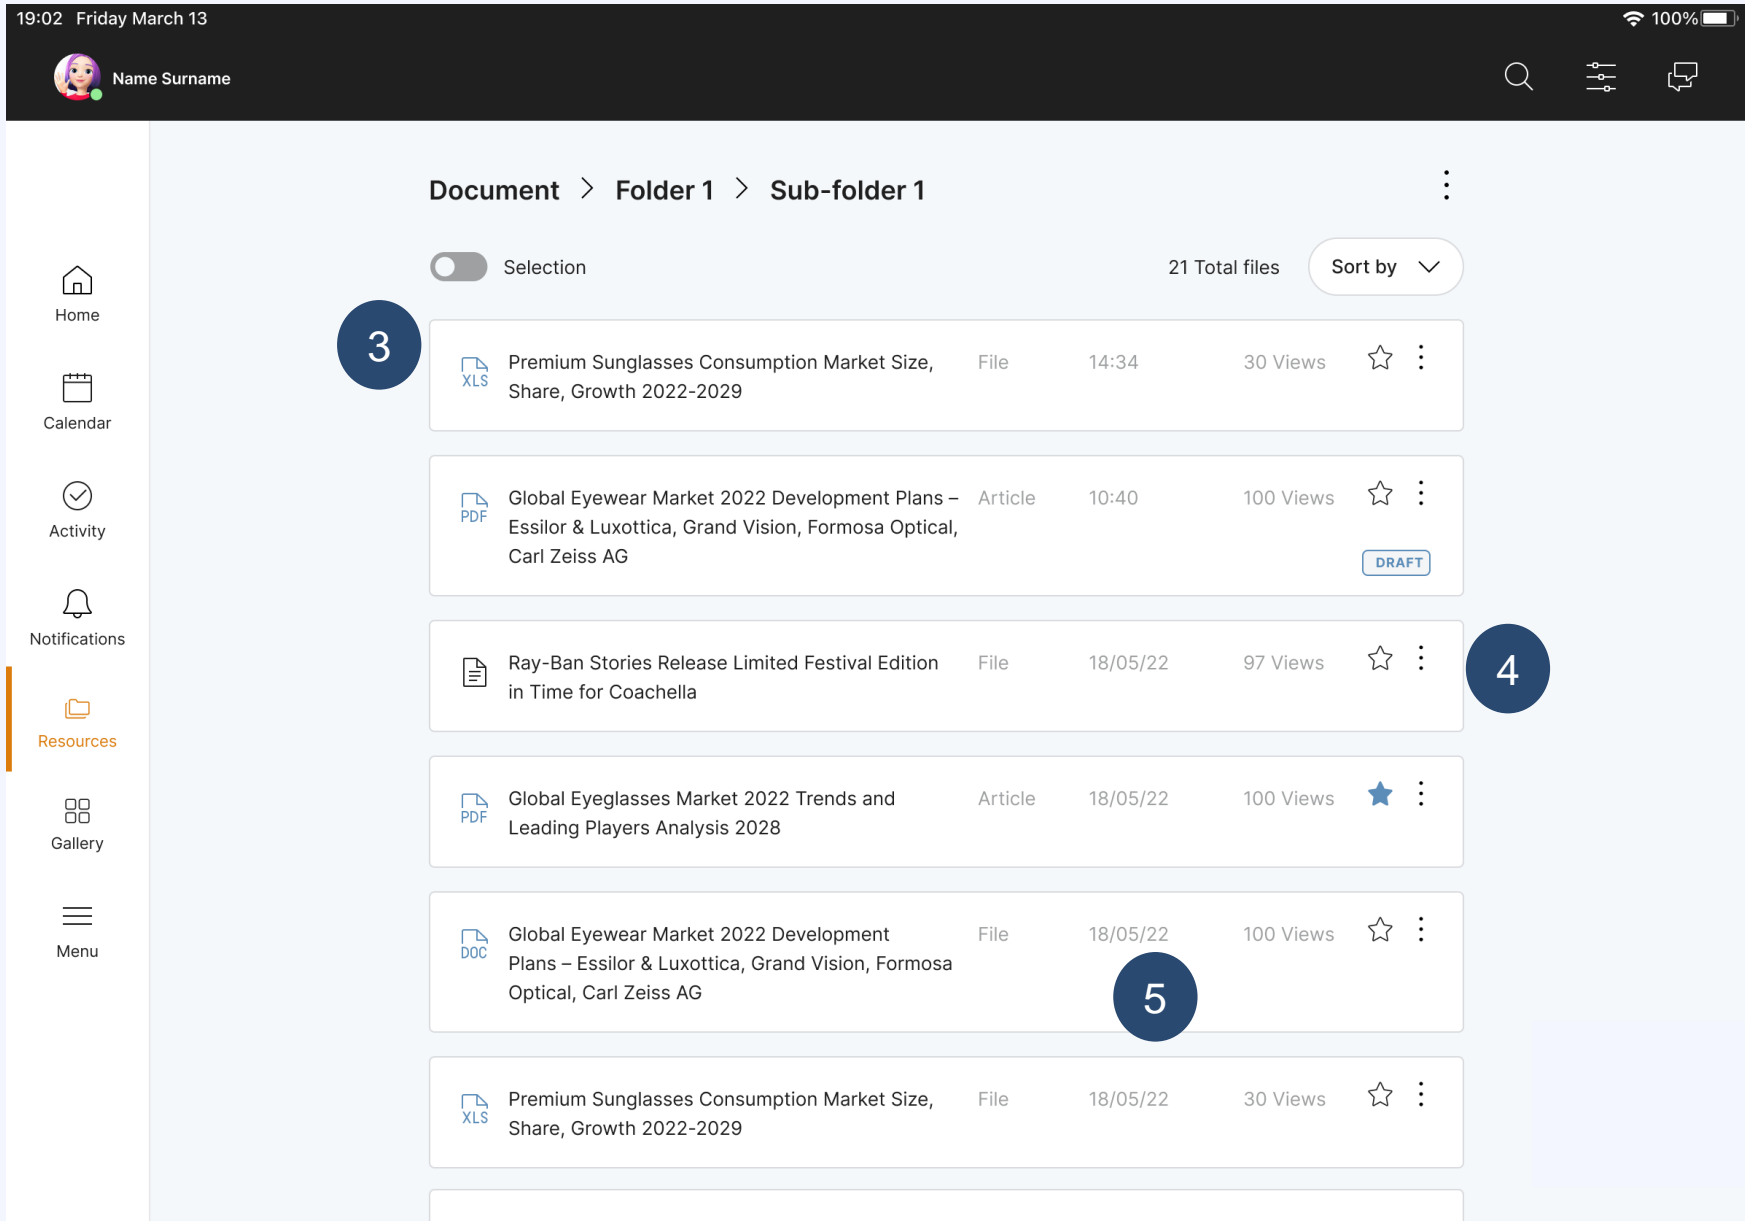 19:02 Friday March 13
100%
Name Surname
Document > Folder 1 > Sub-folder 1
Selection
21 Total files
Sort by
Home
Calendar
Activity
Notifications
Resources
Gallery
Menu
3
XLS
Premium Sunglasses Consumption Market Size,
Share, Growth 2022-2029
File 14:34 30 Views
PDF
Global Eyewear Market 2022 Development Plans –
Essilor & Luxottica, Grand Vision, Formosa Optical,
Carl Zeiss AG
Article 10:40 100 Views
DRAFT
Ray-Ban Stories Release Limited Festival Edition
in Time for Coachella
File 18/05/22 97 Views
4
PDF
Global Eyeglasses Market 2022 Trends and
Leading Players Analysis 2028
Article 18/05/22 100 Views
DOC
Global Eyewear Market 2022 Development
Plans – Essilor & Luxottica, Grand Vision, Formosa
Optical, Carl Zeiss AG
File 18/05/22 100 Views
5
XLS
Premium Sunglasses Consumption Market Size,
Share, Growth 2022-2029
File 18/05/22 30 Views